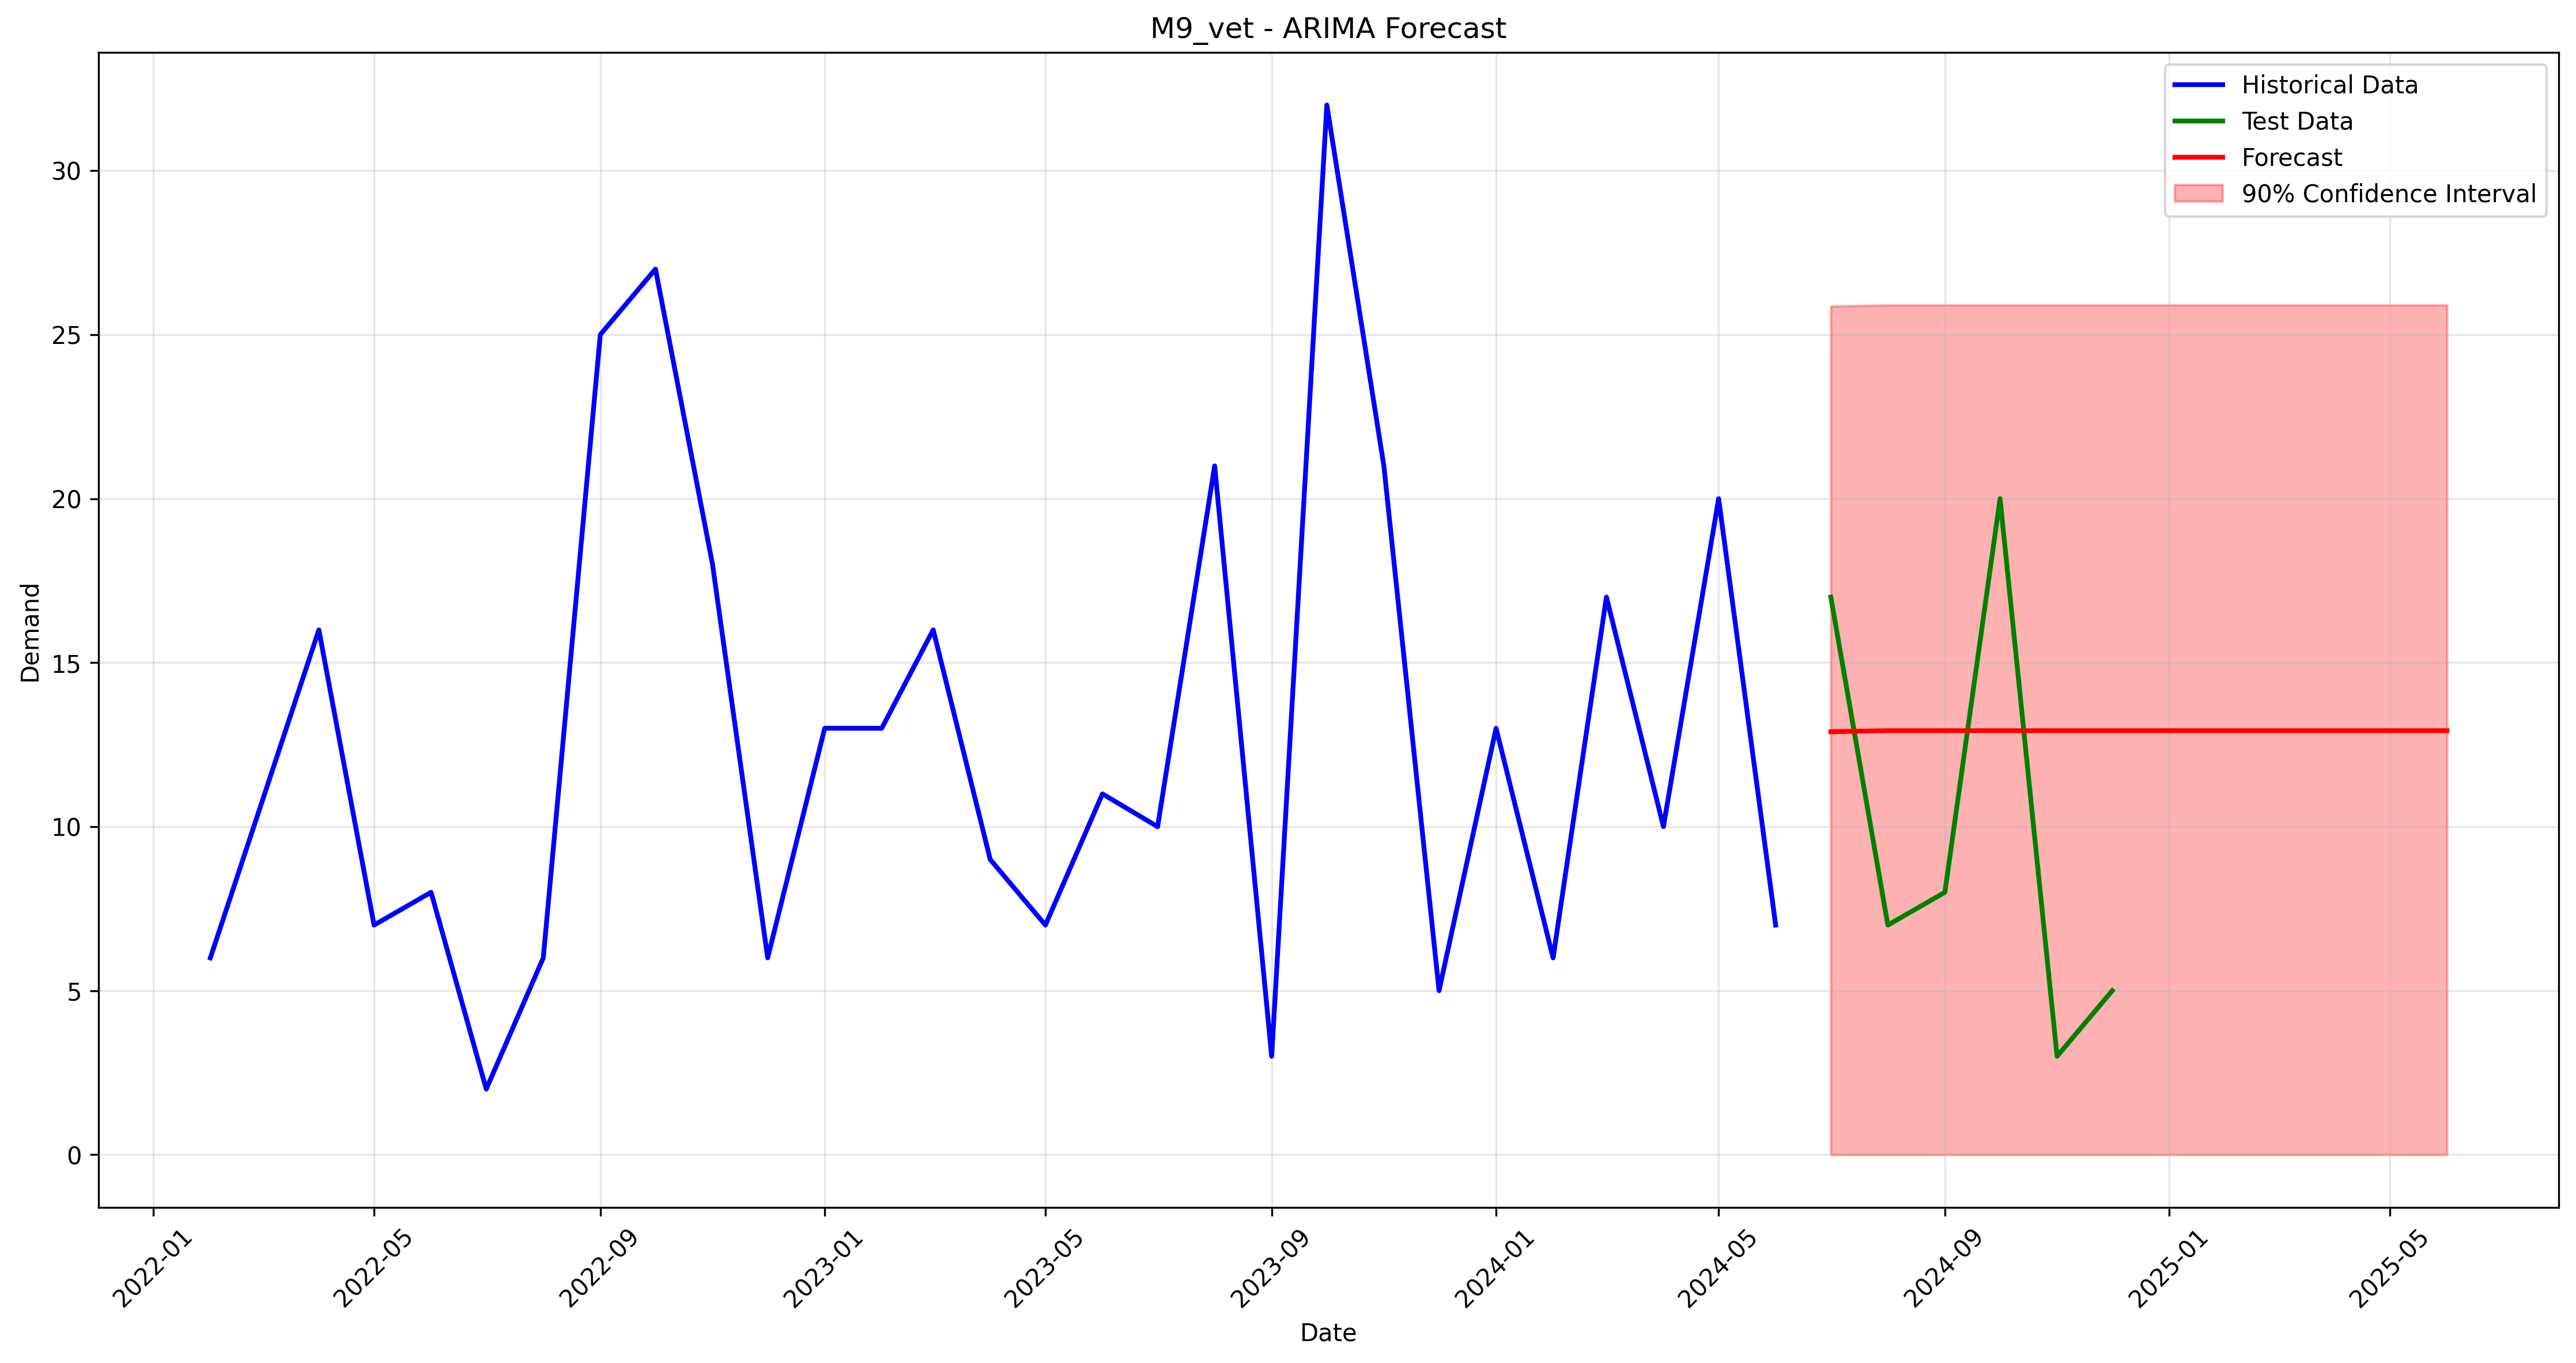 M9_vet - ARIMA Forecast
Historical Data
Test Data
Forecast
90% Confidence Interval
Demand
30
25
20
15
10
5
0
2022-01
2022-05
2022-09
2023-01
2023-05
2023-09
2024-01
2024-05
2024-09
2025-01
2025-05
Date